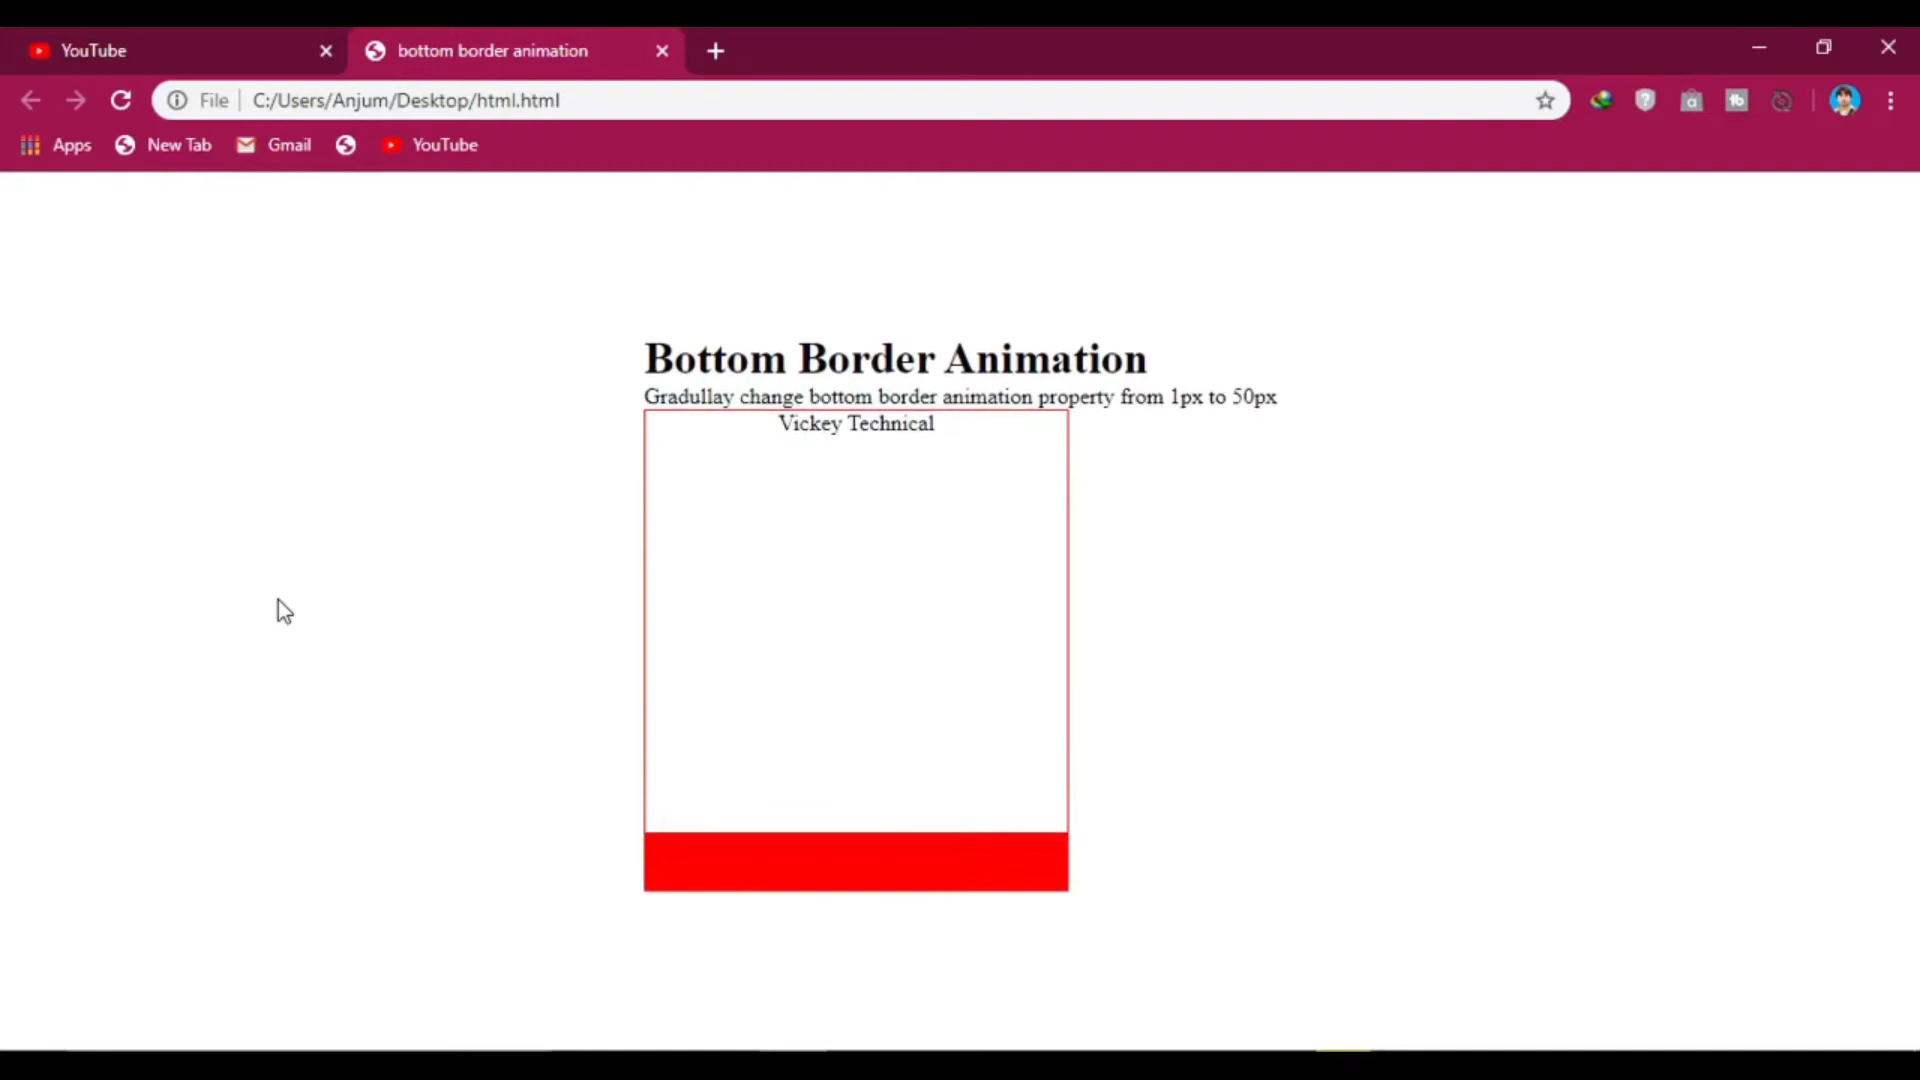 YouTube
bottom border animation
File
C:/Users/Anjum/Desktop/html.html
Apps
New Tab
Gmail
YouTube
Bottom Border Animation
Gradullay change bottom border animation property from 1px to 50px
Vickey Technical